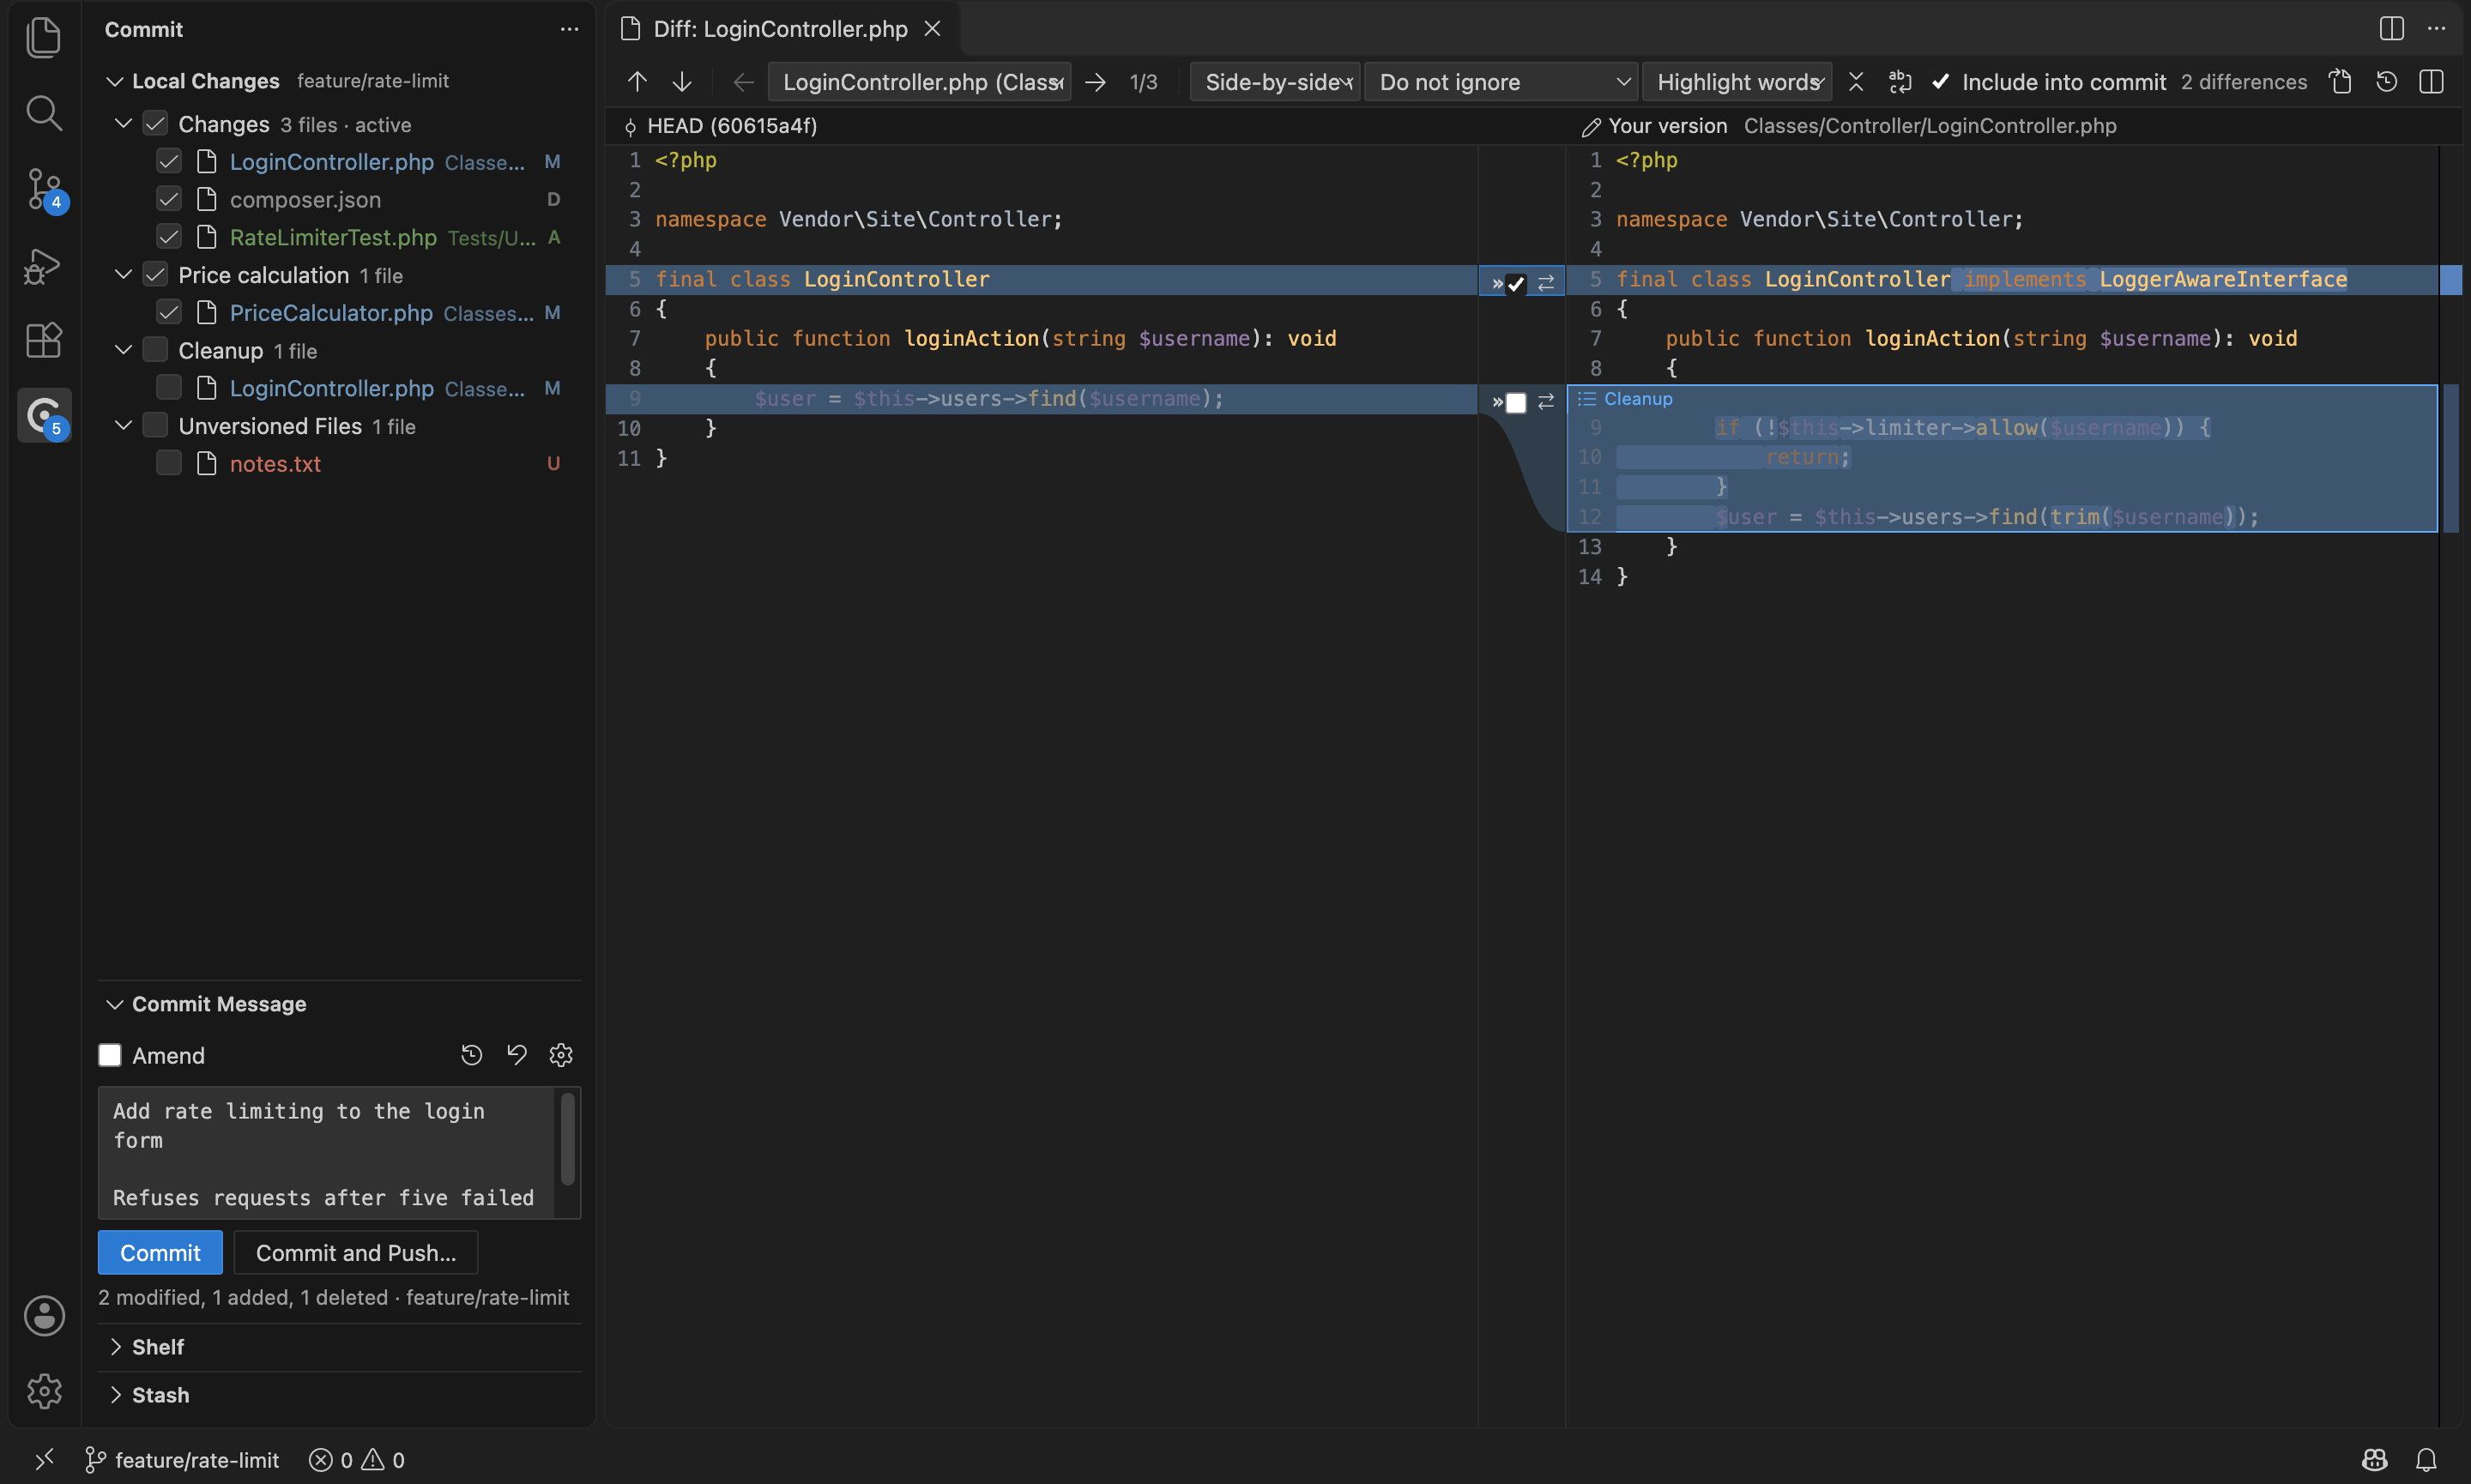 Commit
Local Changes feature/rate-limit
Changes 3 files · active
LoginController.php Classe... M
composer.json D
RateLimiterTest.php Tests/U... A
Price calculation 1 file
PriceCalculator.php Classes... M
Cleanup 1 file
LoginController.php Classe... M
Unversioned Files 1 file
notes.txt U
4
5
Commit Message
Amend
Add rate limiting to the login
form
Refuses requests after five failed
Commit
Commit and Push...
2 modified, 1 added, 1 deleted · feature/rate-limit
Shelf
Stash
Diff: LoginController.php
LoginController.php (Class
1/3
Side-by-side
Do not ignore
Highlight words
Include into commit
2 differences
HEAD (60615a4f)
1 <?php
2
3 namespace Vendor\Site\Controller;
4
5 final class LoginController
6 {
7 public function loginAction(string $username): void
8 {
9 $user = $this->users->find($username);
10 }
11 }
Your version Classes/Controller/LoginController.php
1 <?php
2
3 namespace Vendor\Site\Controller;
4
5 final class LoginController implements LoggerAwareInterface
6 {
7 public function loginAction(string $username): void
8 {
Cleanup
9 if (!$this->limiter->allow($username)) {
10 return;
11 }
12 $user = $this->users->find(trim($username));
13 }
14 }
feature/rate-limit
0
0